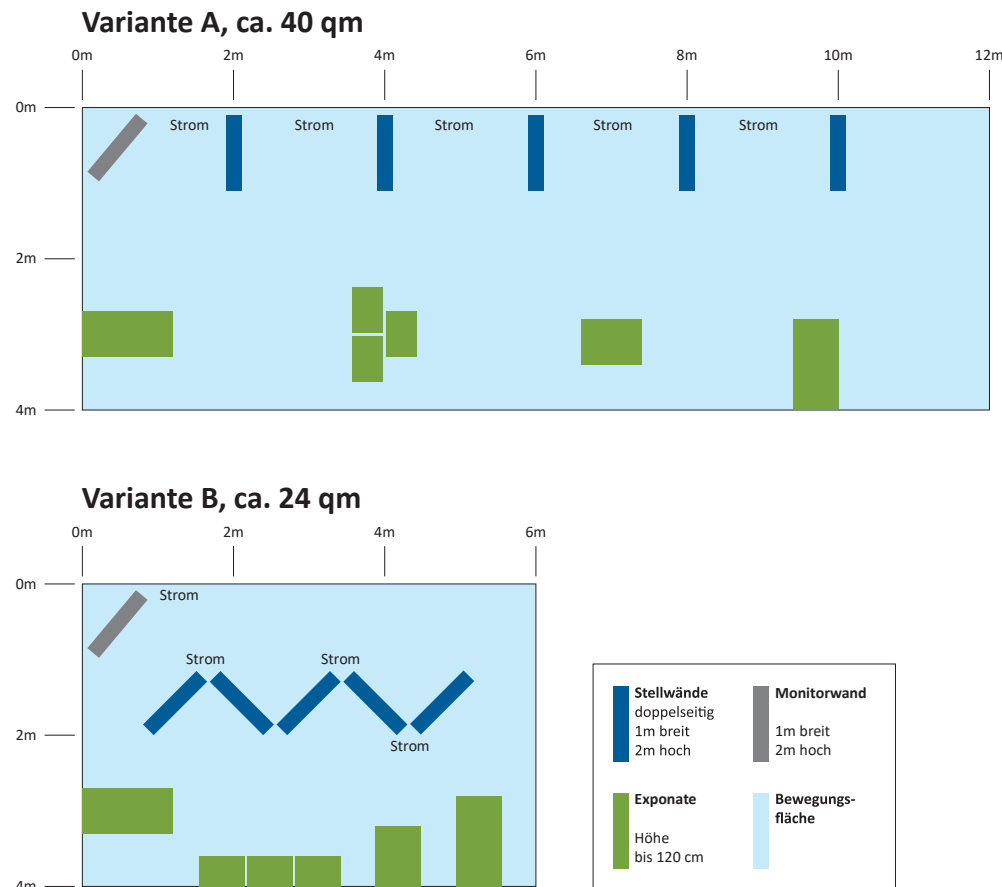 Variante A, ca. 40 qm
0m 2m 4m 6m 8m 10m 12m
0m
Strom Strom Strom Strom Strom
2m
4m
Variante B, ca. 24 qm
0m 2m 4m 6m
0m
Strom
Strom Strom
2m
Strom
4m
Stellwände
doppelseitig
1m breit
2m hoch
Monitorwand
1m breit
2m hoch
Exponate
Höhe
bis 120 cm
Bewegungs-
fläche